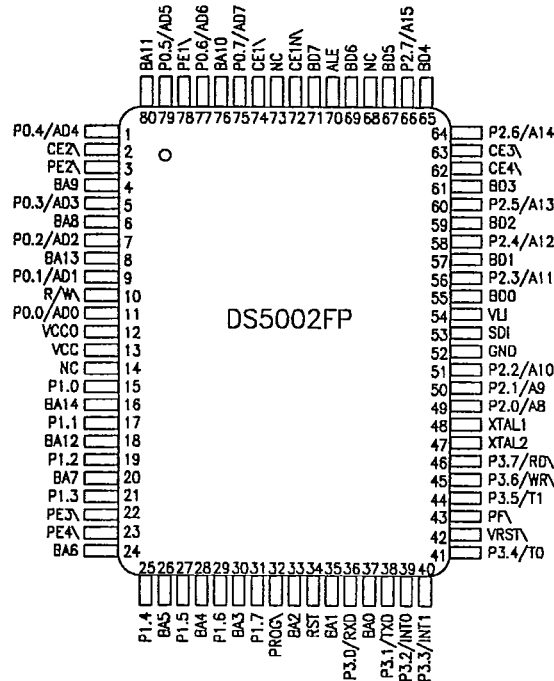 BA11
P0.5/AD5
PE1\
P0.6/AD6
BA10
P0.7/AD7
CE1\
NC
CE1N\
BD7
ALE
BD6
NC
BD5
P2.7/A15
BD4
80 79 78 77 76 75 74 73 72 71 70 69 68 67 66 65
P0.4/AD4 1
CE2\ 2
PE2\ 3
BA9 4
P0.3/AD3 5
BA8 6
P0.2/AD2 7
BA13 8
P0.1/AD1 9
R/W\ 10
P0.0/AD0 11
VCC0 12
VCC 13
NC 14
P1.0 15
BA14 16
P1.1 17
BA12 18
P1.2 19
BA7 20
P1.3 21
PE3\ 22
PE4\ 23
BA6 24
DS5002FP
64 P2.6/A14
63 CE3\
62 CE4\
61 BD3
60 P2.5/A13
59 BD2
58 P2.4/A12
57 BD1
56 P2.3/A11
55 BD0
54 VLI
53 SDI
52 GND
51 P2.2/A10
50 P2.1/A9
49 P2.0/A8
48 XTAL1
47 XTAL2
46 P3.7/RD\
45 P3.6/WR\
44 P3.5/T1
43 PF\
42 VRST\
41 P3.4/T0
25 26 27 28 29 30 31 32 33 34 35 36 37 38 39 40
P1.4
BA5
P1.5
BA4
P1.6
BA3
P1.7
PROG\
BA2
RST
BA1
P3.0/RXD
BA0
P3.1/TXD
P3.2/INT0
P3.3/INT1